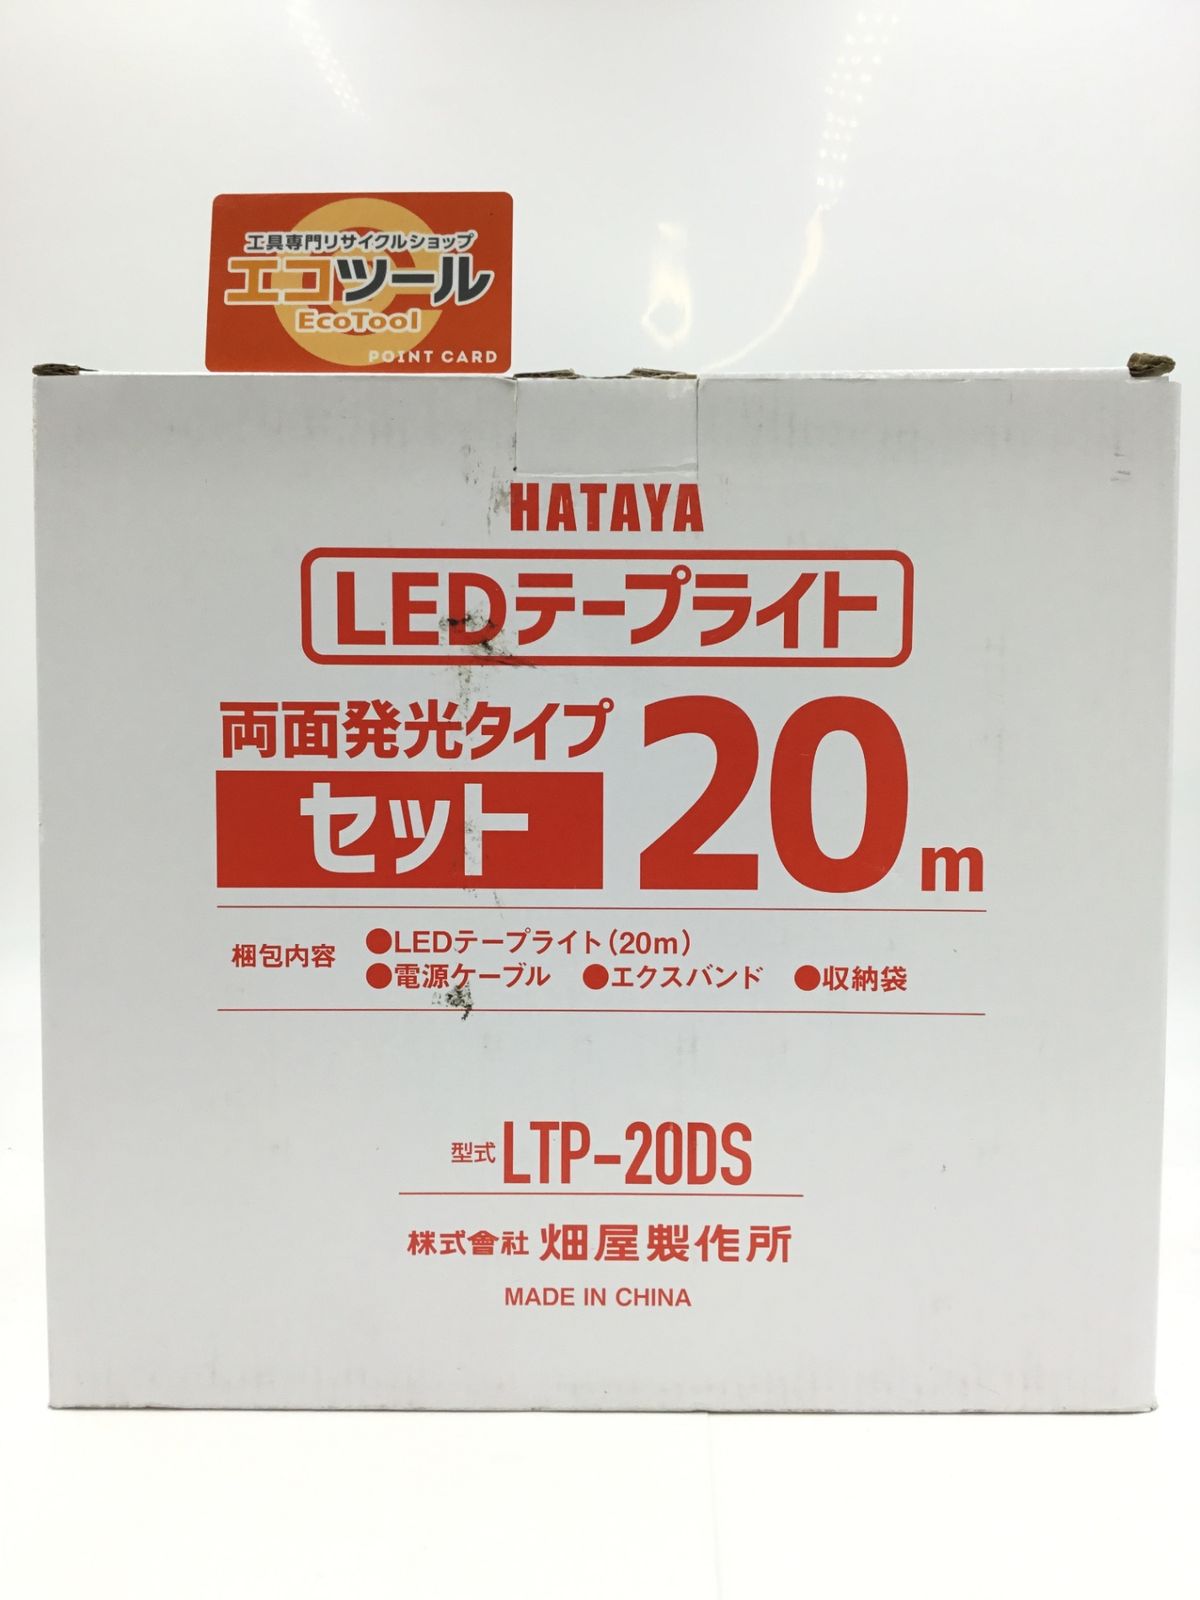 工具専門リサイクルショップ
エコツール
EcoTool
POINT CARD
HATAYA
LEDテープライト
両面発光タイプ
セット
20m
梱包内容
●LEDテープライト(20m)
●電源ケーブル ●エクスバンド ●収納袋
型式 LTP-20DS
株式會社 畑屋製作所
MADE IN CHINA